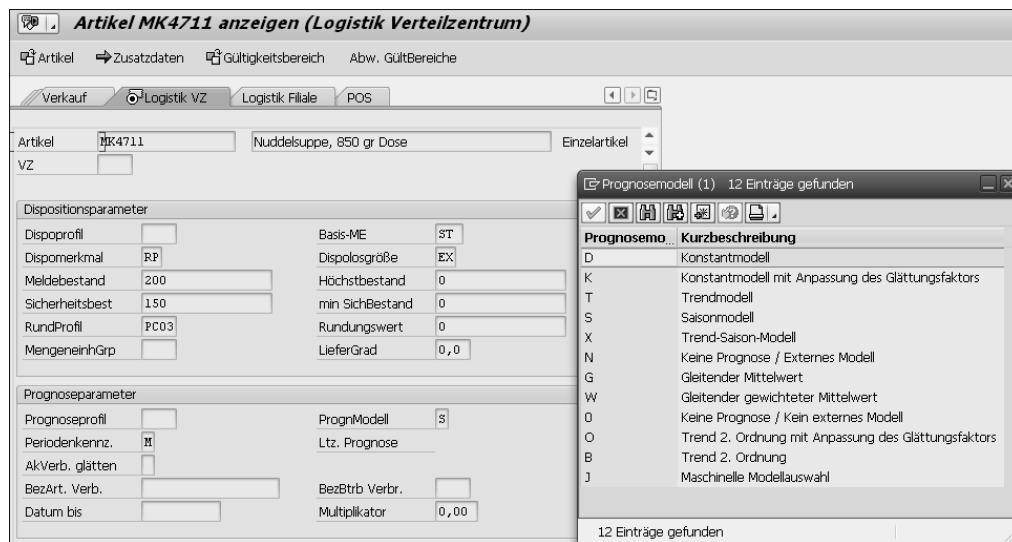 Artikel MK4711 anzeigen (Logistik Verteilzentrum)
Artikel Zusatzdaten Gültigkeitsbereich Abw. GültBereiche
Verkauf Logistik VZ Logistik Filiale POS
Artikel MK4711 Nuddelsuppe, 850 gr Dose Einzelartikel
VZ
Dispositionsparameter
Dispoprofil Basis-ME ST
Dispomerkmal RP Dispolosgröße EX
Meldebestand 200 Höchstbestand 0
Sicherheitsbest 150 min SichBestand 0
RundProfil PC03 Rundungswert 0
MengeneinhGrp LieferGrad 0,0
Prognoseparameter
Prognoseprofil PrognModell S
Periodenkennz. M Ltz. Prognose
AkVerb. glätten
BezArt. Verb. BezBtrb Verbr.
Datum bis Multiplikator 0,00
Prognosemodell (1) 12 Einträge gefunden
Prognosemo... Kurzbeschreibung
D Konstantmodell
K Konstantmodell mit Anpassung des Glättungsfaktors
T Trendmodell
S Saisonmodell
X Trend-Saison-Modell
N Keine Prognose / Externes Modell
G Gleitender Mittelwert
W Gleitender gewichteter Mittelwert
0 Keine Prognose / Kein externes Modell
O Trend 2. Ordnung mit Anpassung des Glättungsfaktors
B Trend 2. Ordnung
J Maschinelle Modellauswahl
12 Einträge gefunden